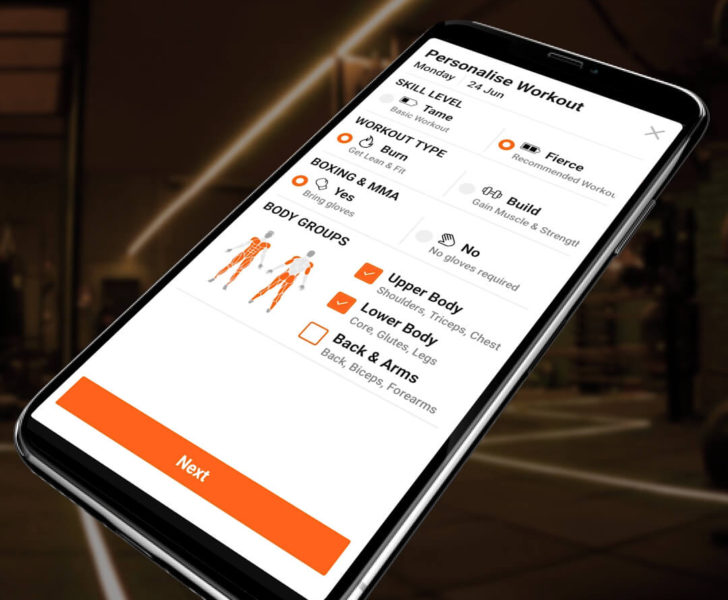 Personalise Workout
Monday 24 Jun
SKILL LEVEL
Tame
Basic Workout
Fierce
Recommended Workou
WORKOUT TYPE
Burn
Get Lean & Fit
Build
Gain Muscle & Strength
BOXING & MMA
Yes
Bring gloves
No
No gloves required
BODY GROUPS
Upper Body
Shoulders, Triceps, Chest
Lower Body
Core, Glutes, Legs
Back & Arms
Back, Biceps, Forearms
Next